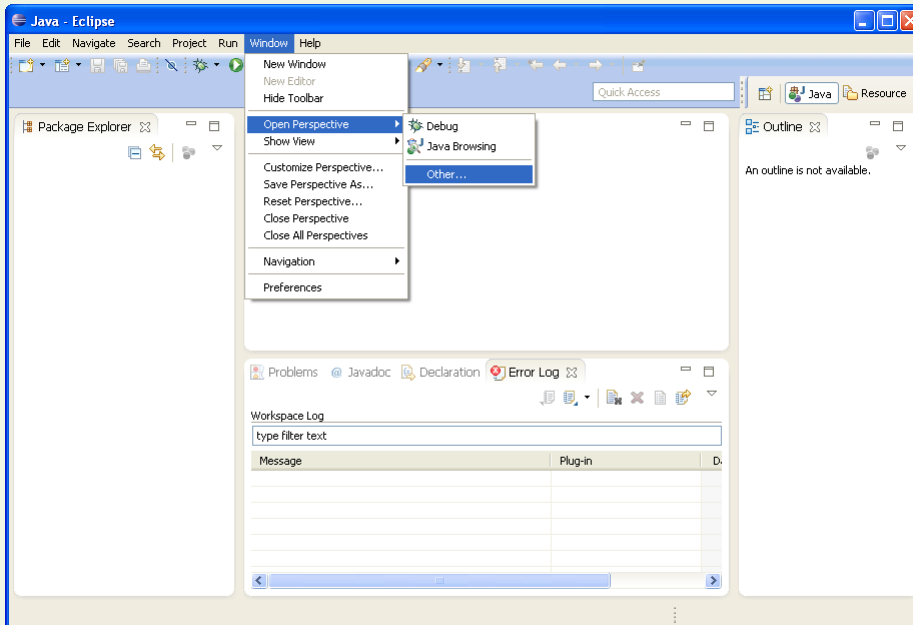 Java - Eclipse
File Edit Navigate Search Project Run Window Help
New Window
New Editor
Hide Toolbar
Open Perspective
Show View
Customize Perspective...
Save Perspective As...
Reset Perspective...
Close Perspective
Close All Perspectives
Navigation
Preferences
Debug
Java Browsing
Other...
Quick Access
Java
Resource
Package Explorer
Outline
An outline is not available.
Problems @ Javadoc Declaration Error Log
Workspace Log
type filter text
Message Plug-in